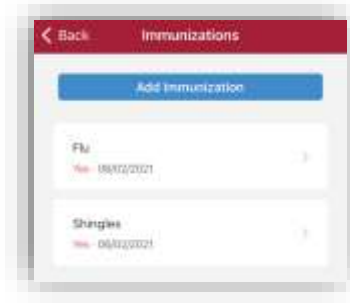 Back Immunizations
Add Immunization
Flu
Yes
Shingles
Yes